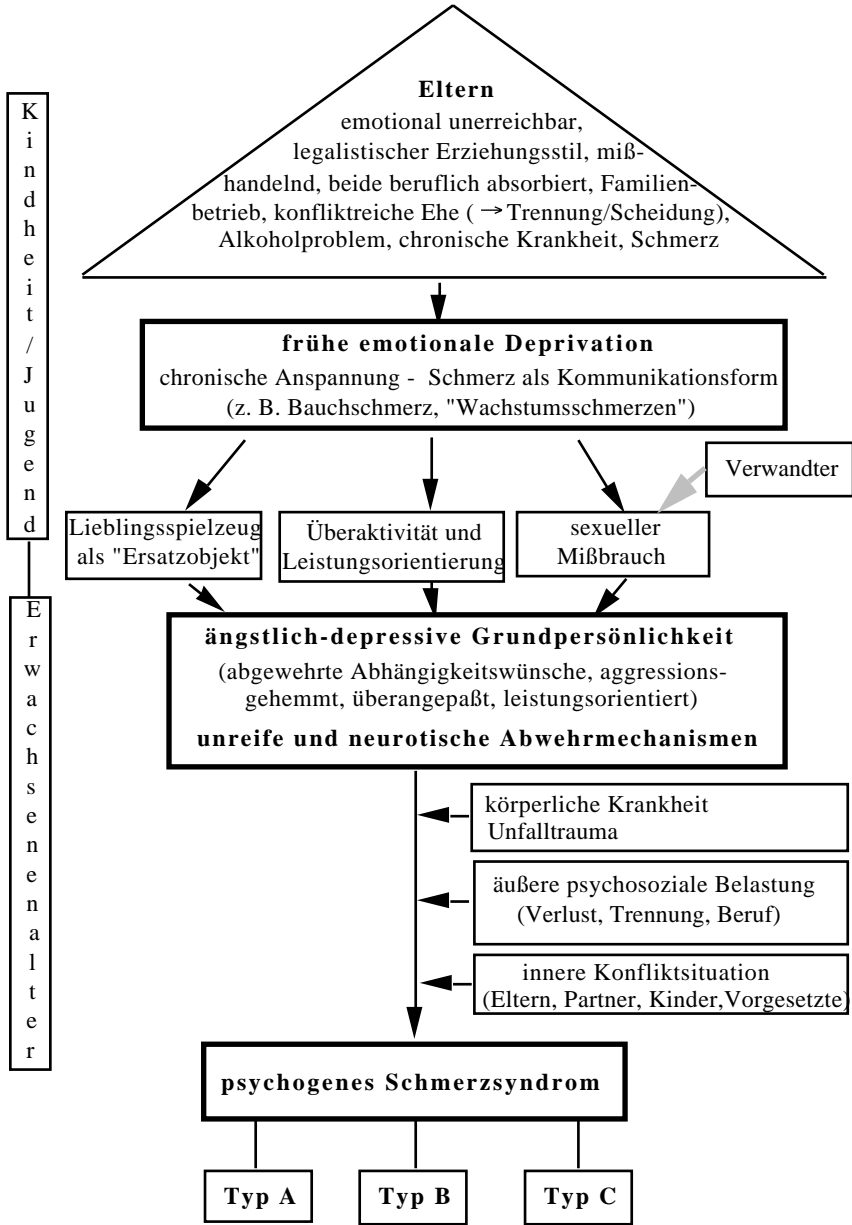 Kindheit/Jugend
Eltern
emotional unerreichbar,
legalistischer Erziehungsstil, miß-
handelnd, beide beruflich absorbiert, Familien-
betrieb, konfliktreiche Ehe ( → Trennung/Scheidung),
Alkoholproblem, chronische Krankheit, Schmerz
frühe emotionale Deprivation
chronische Anspannung - Schmerz als Kommunikationsform
(z. B. Bauchschmerz, "Wachstumsschmerzen")
Verwandter
Lieblingsspielzeug
als "Ersatzobjekt"
Überaktivität und
Leistungsorientierung
sexueller
Mißbrauch
Erwachsenenalter
ängstlich-depressive Grundpersönlichkeit
(abgewehrte Abhängigkeitswünsche, aggressions-
gehemmt, überangepaßt, leistungsorientiert)
unreife und neurotische Abwehrmechanismen
körperliche Krankheit
Unfalltrauma
äußere psychosoziale Belastung
(Verlust, Trennung, Beruf)
innere Konfliktsituation
(Eltern, Partner, Kinder,Vorgesetzte)
psychogenes Schmerzsyndrom
Typ A
Typ B
Typ C